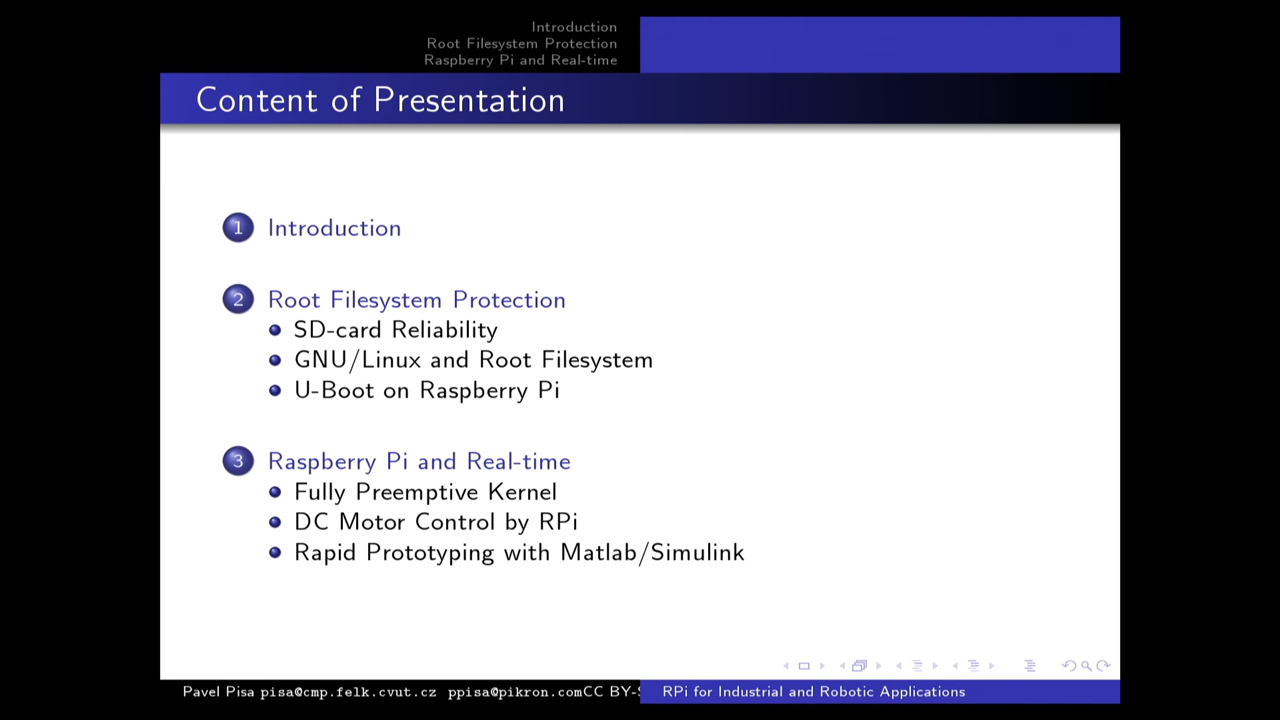 Introduction
Root Filesystem Protection
Raspberry Pi and Real-time
Content of Presentation
1 Introduction
2 Root Filesystem Protection
SD-card Reliability
GNU/Linux and Root Filesystem
U-Boot on Raspberry Pi
3 Raspberry Pi and Real-time
Fully Preemptive Kernel
DC Motor Control by RPi
Rapid Prototyping with Matlab/Simulink
Pavel Pisa pisa@cmp.felk.cvut.cz ppisa@pikron.comCC BY-
RPi for Industrial and Robotic Applications